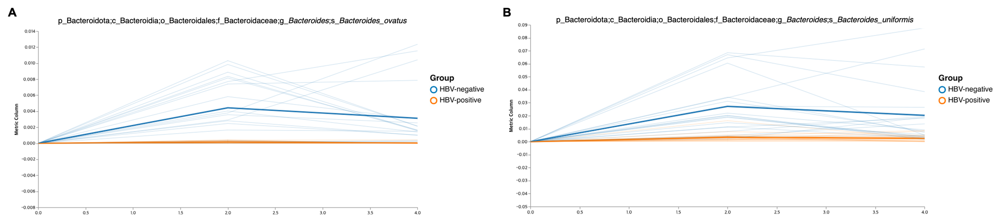 A
p_Bacteroidota;c_Bacteroidia;o_Bacteroidales;f_Bacteroidaceae;g_Bacteroides;s_Bacteroides_ovatus
0.014
0.012
0.010
0.008
0.006
0.004
0.002
0.000
−0.002
−0.004
−0.006
−0.008
Metric Column
0.0 0.5 1.0 1.5 2.0 2.5 3.0 3.5 4.0
Group
HBV-negative
HBV-positive
B
p_Bacteroidota;c_Bacteroidia;o_Bacteroidales;f_Bacteroidaceae;g_Bacteroides;s_Bacteroides_uniformis
0.09
0.08
0.07
0.06
0.05
0.04
0.03
0.02
0.01
0.00
−0.01
−0.02
−0.03
−0.04
−0.05
Metric Column
0.0 0.5 1.0 1.5 2.0 2.5 3.0 3.5 4.0
Group
HBV-negative
HBV-positive